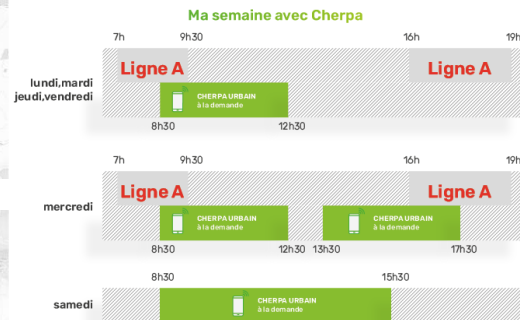 Ma semaine avec Cherpa
7h 9h30 16h 19h
Ligne A Ligne A
lundi,mardi
jeudi,vendredi
CHERPA URBAIN
à la demande
8h30 12h30
7h 9h30 16h 19h
Ligne A Ligne A
mercredi
CHERPA URBAIN CHERPA URBAIN
à la demande à la demande
8h30 12h30 13h30 17h30
8h30 15h30
samedi
CHERPA URBAIN
à la demande